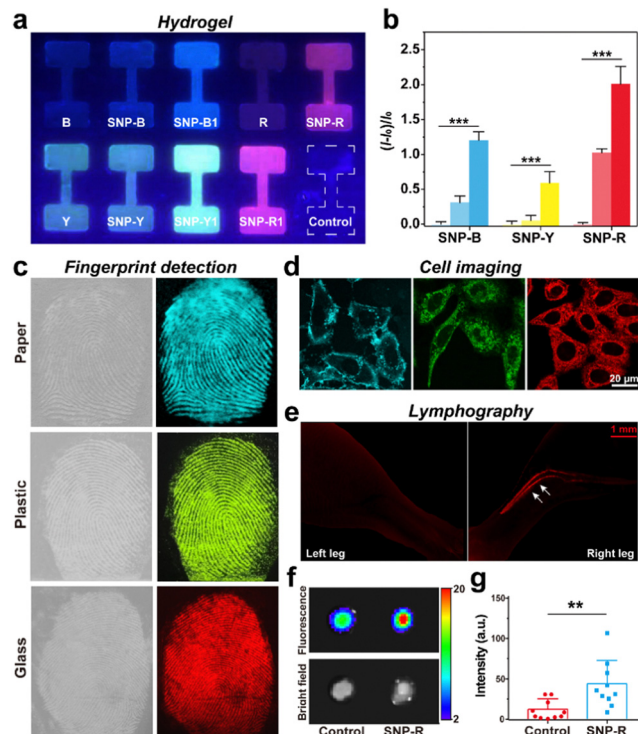 a
Hydrogel
B
SNP-B
SNP-B1
R
SNP-R
Y
SNP-Y
SNP-Y1
SNP-R1
Control
b
(I-I₀)/I₀
2.5
2.0
1.5
1.0
0.5
0.0
***
***
***
SNP-B
SNP-Y
SNP-R
c
Fingerprint detection
Paper
Plastic
Glass
d
Cell imaging
20 μm
e
Lymphography
1 mm
Left leg
Right leg
f
Fluorescence
Bright field
20
2
Control
SNP-R
g
Intensity (a.u.)
150
100
50
0
**
Control
SNP-R